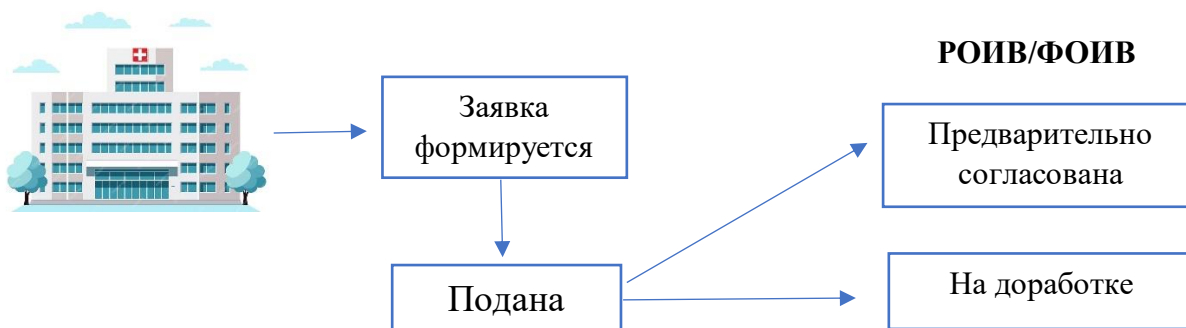 РОИВ/ФОИВ
Заявка
формируется
Предварительно
согласована
Подана
На доработке